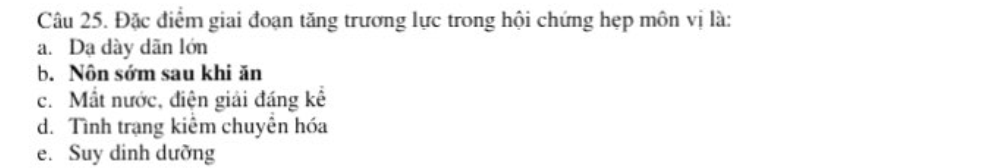 Câu 25. Đặc điểm giai đoạn tăng trương lực trong hội chứng hẹp môn vị là:
a. Dạ dày dãn lớn
b. Nôn sớm sau khi ăn
c. Mất nước, điện giải đáng kể
d. Tình trạng kiềm chuyển hóa
e. Suy dinh dưỡng